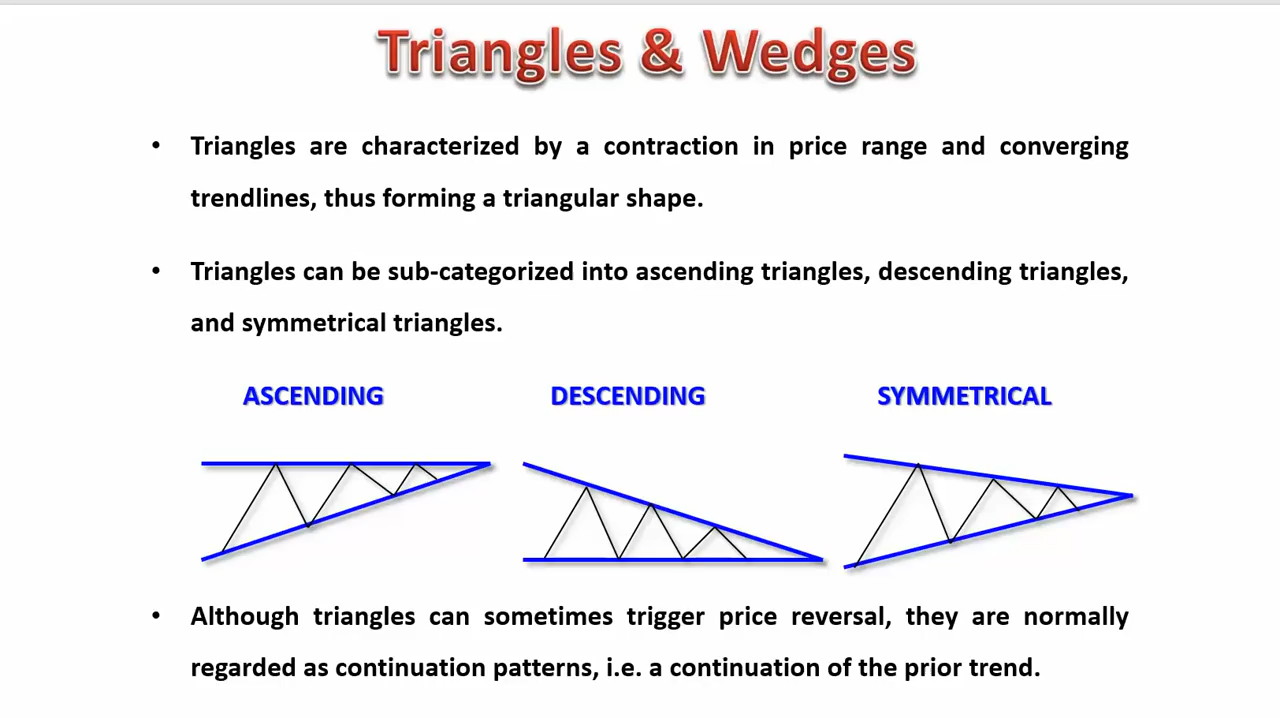 Triangles & Wedges
• Triangles are characterized by a contraction in price range and converging
trendlines, thus forming a triangular shape.
• Triangles can be sub-categorized into ascending triangles, descending triangles,
and symmetrical triangles.
ASCENDING DESCENDING SYMMETRICAL
• Although triangles can sometimes trigger price reversal, they are normally
regarded as continuation patterns, i.e. a continuation of the prior trend.